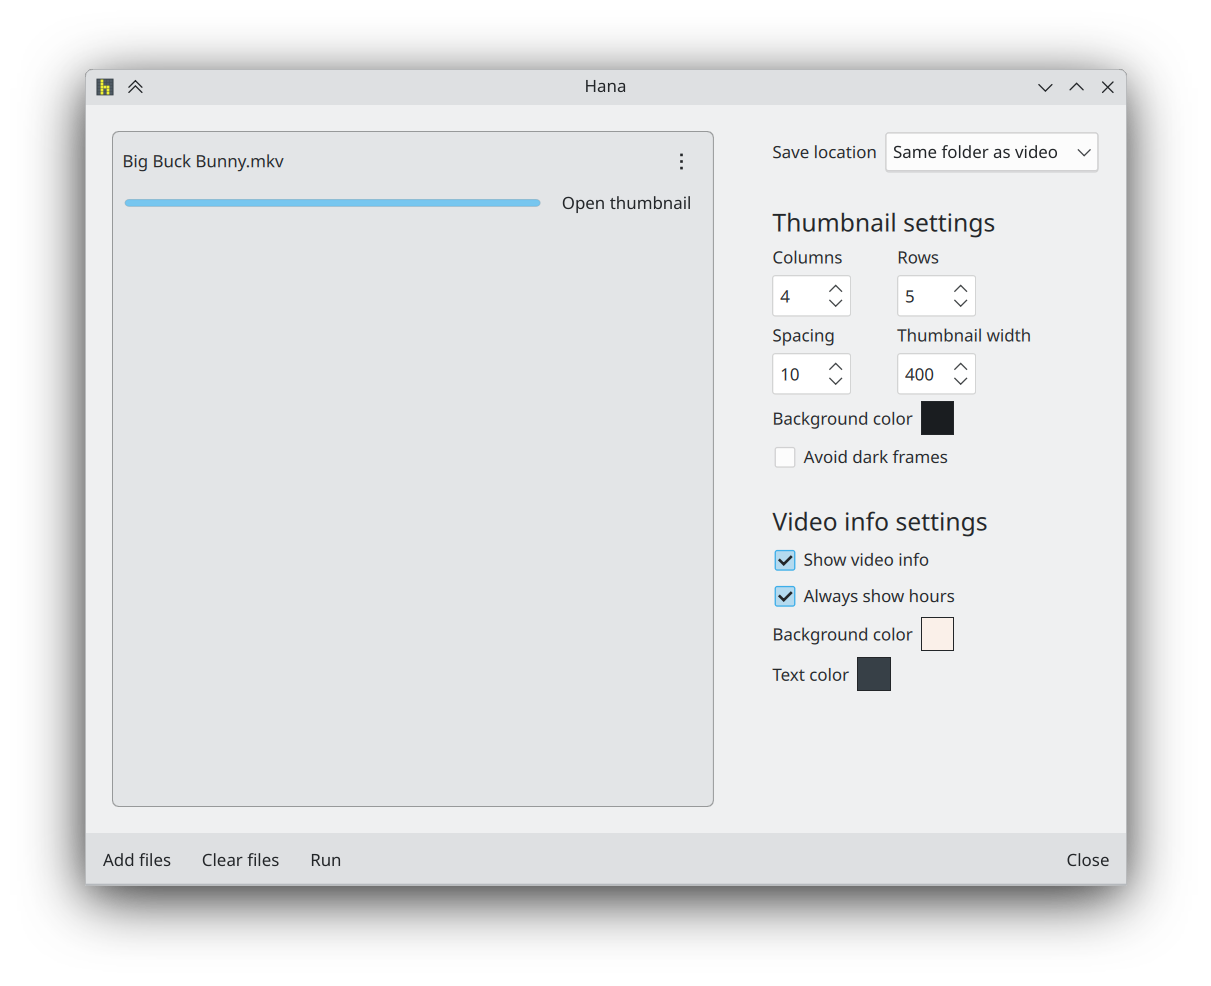 Hana
Big Buck Bunny.mkv
Open thumbnail
Save location Same folder as video
Thumbnail settings
Columns Rows
4 5
Spacing Thumbnail width
10 400
Background color
Avoid dark frames
Video info settings
Show video info
Always show hours
Background color
Text color
Add files Clear files Run Close